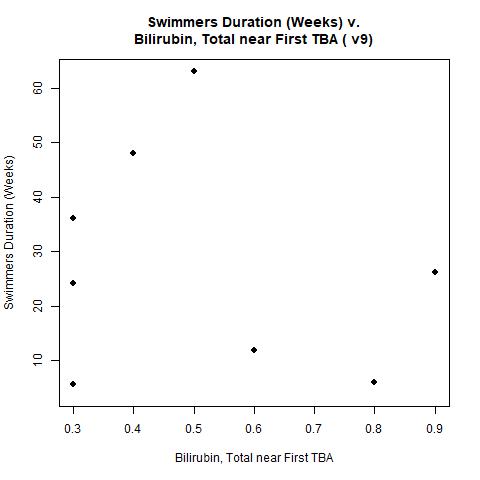 Swimmers Duration (Weeks) v.
Bilirubin, Total near First TBA ( v9)
Swimmers Duration (Weeks)
60
50
40
30
20
10
0.3 0.4 0.5 0.6 0.7 0.8 0.9
Bilirubin, Total near First TBA